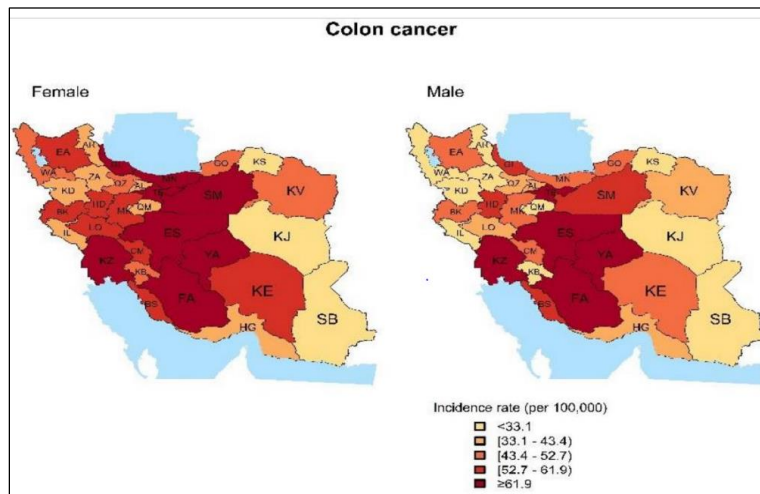 Colon cancer
Female
Male
EA
AR
WA
ZA
KD
QZ
AL
GO
KS
SM
KV
BK
HD
MK
QM
IL
LO
ES
KJ
KZ
CM
YA
KB
FA
KE
BS
HG
SB
EA
AR
GI
WA
ZA
KD
QZ
AL
MN
GO
KS
SM
KV
BK
HD
MK
QM
IL
LO
ES
KJ
KZ
CM
YA
KB
FA
KE
BS
HG
SB
Incidence rate (per 100,000)
<33.1
[33.1 - 43.4)
[43.4 - 52.7)
[52.7 - 61.9)
≥61.9